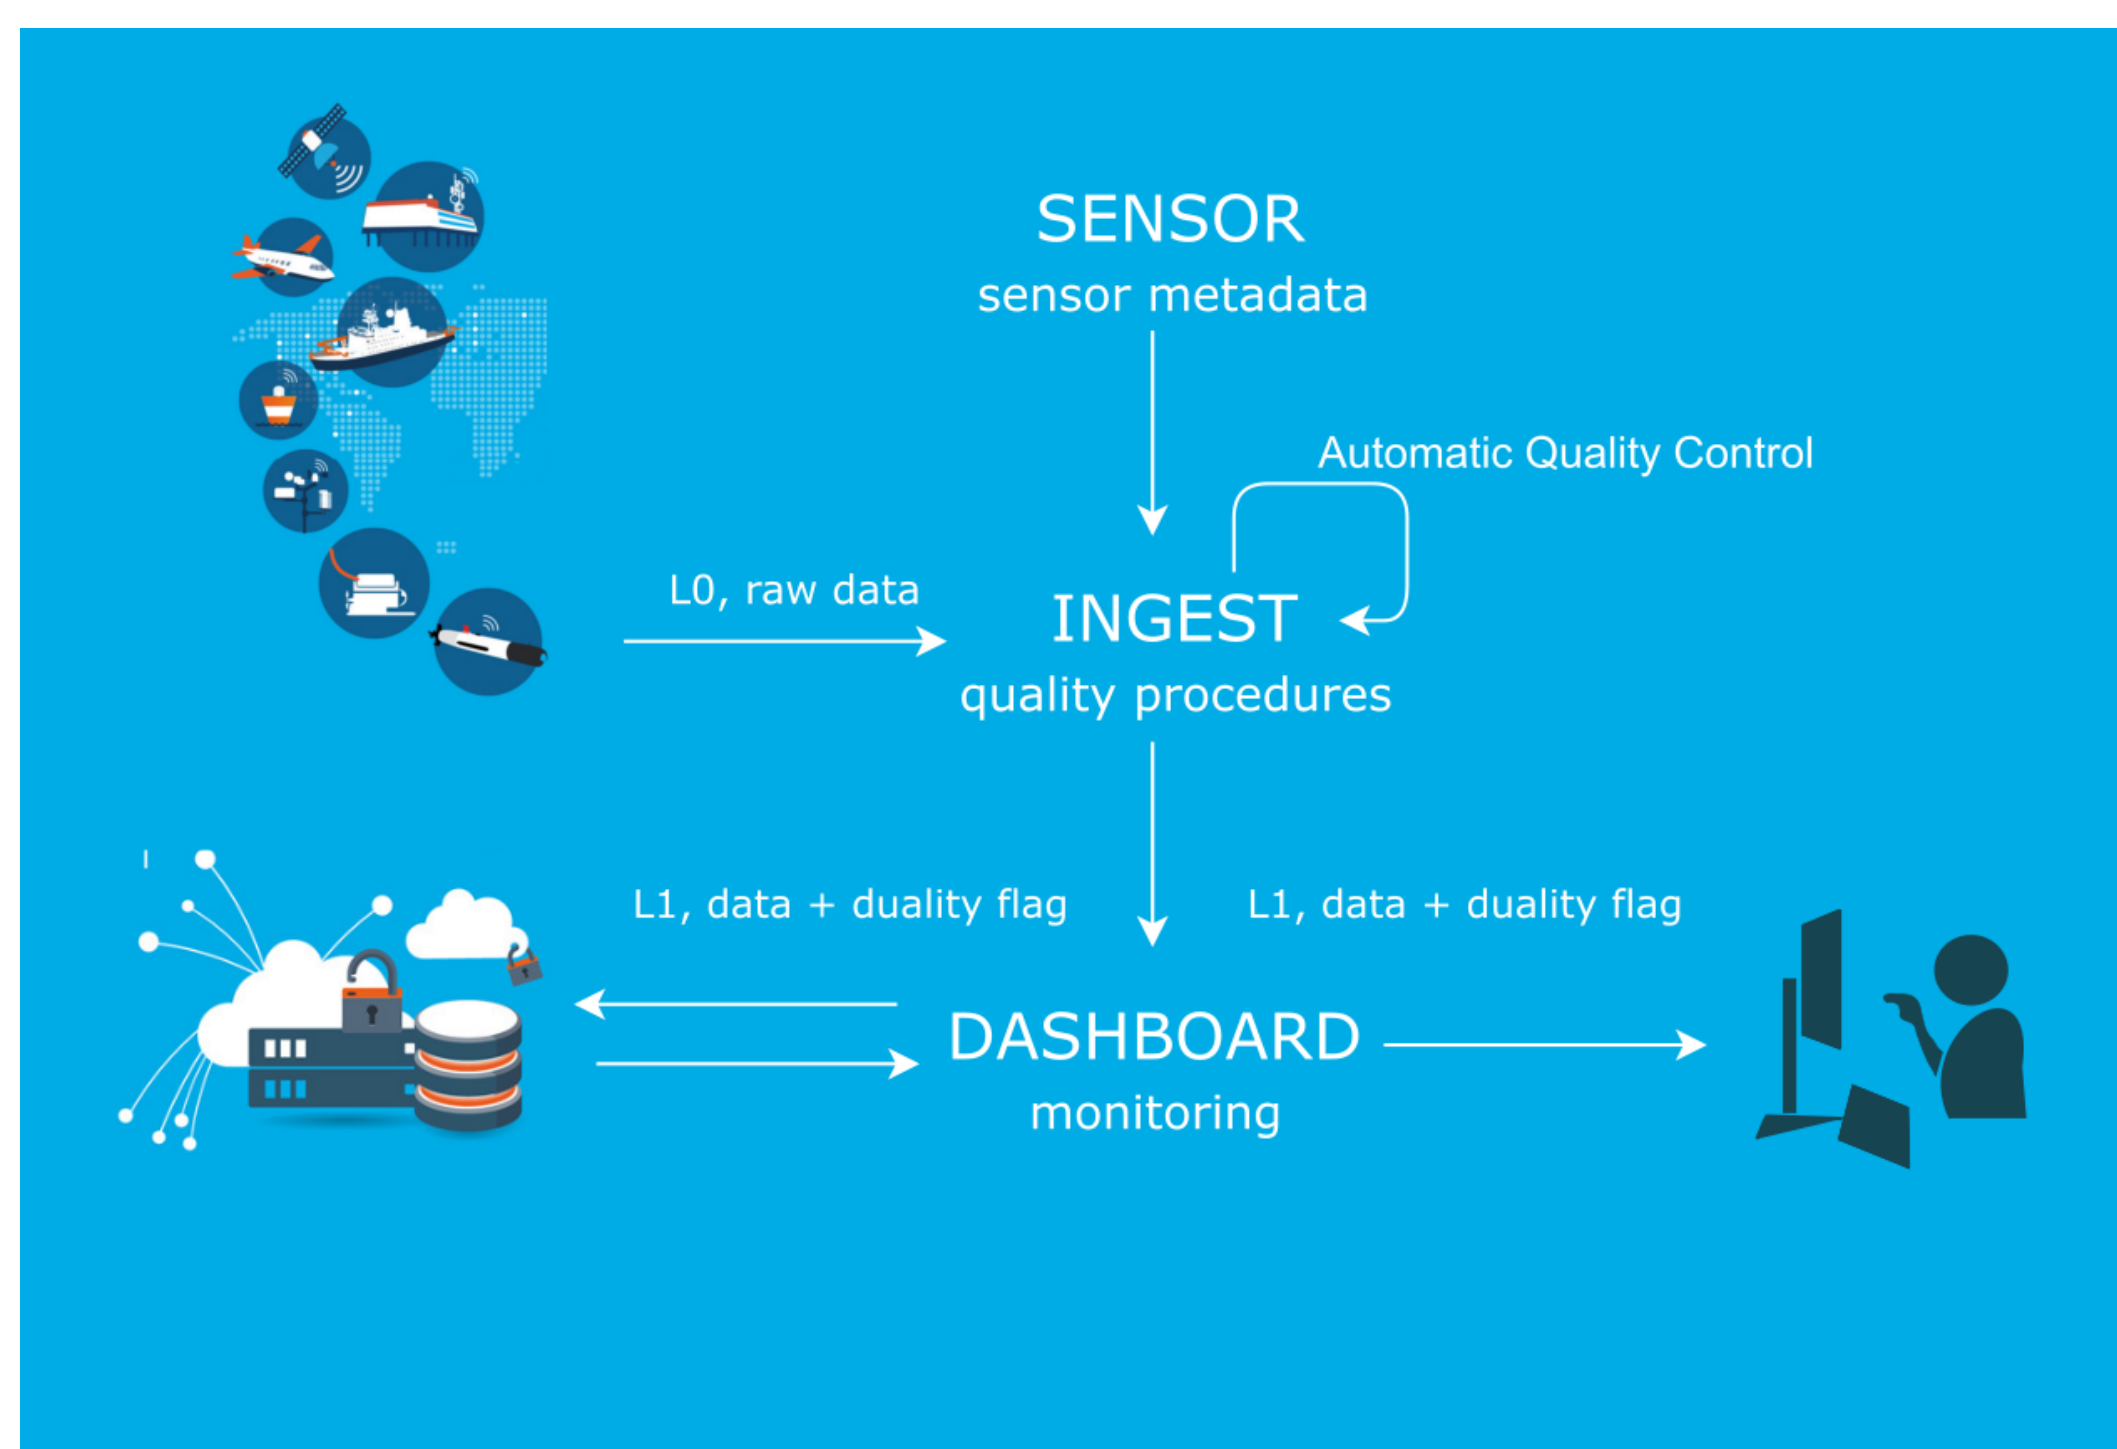 SENSOR
sensor metadata
Automatic Quality Control
L0, raw data
INGEST
quality procedures
L1, data + duality flag
L1, data + duality flag
DASHBOARD
monitoring